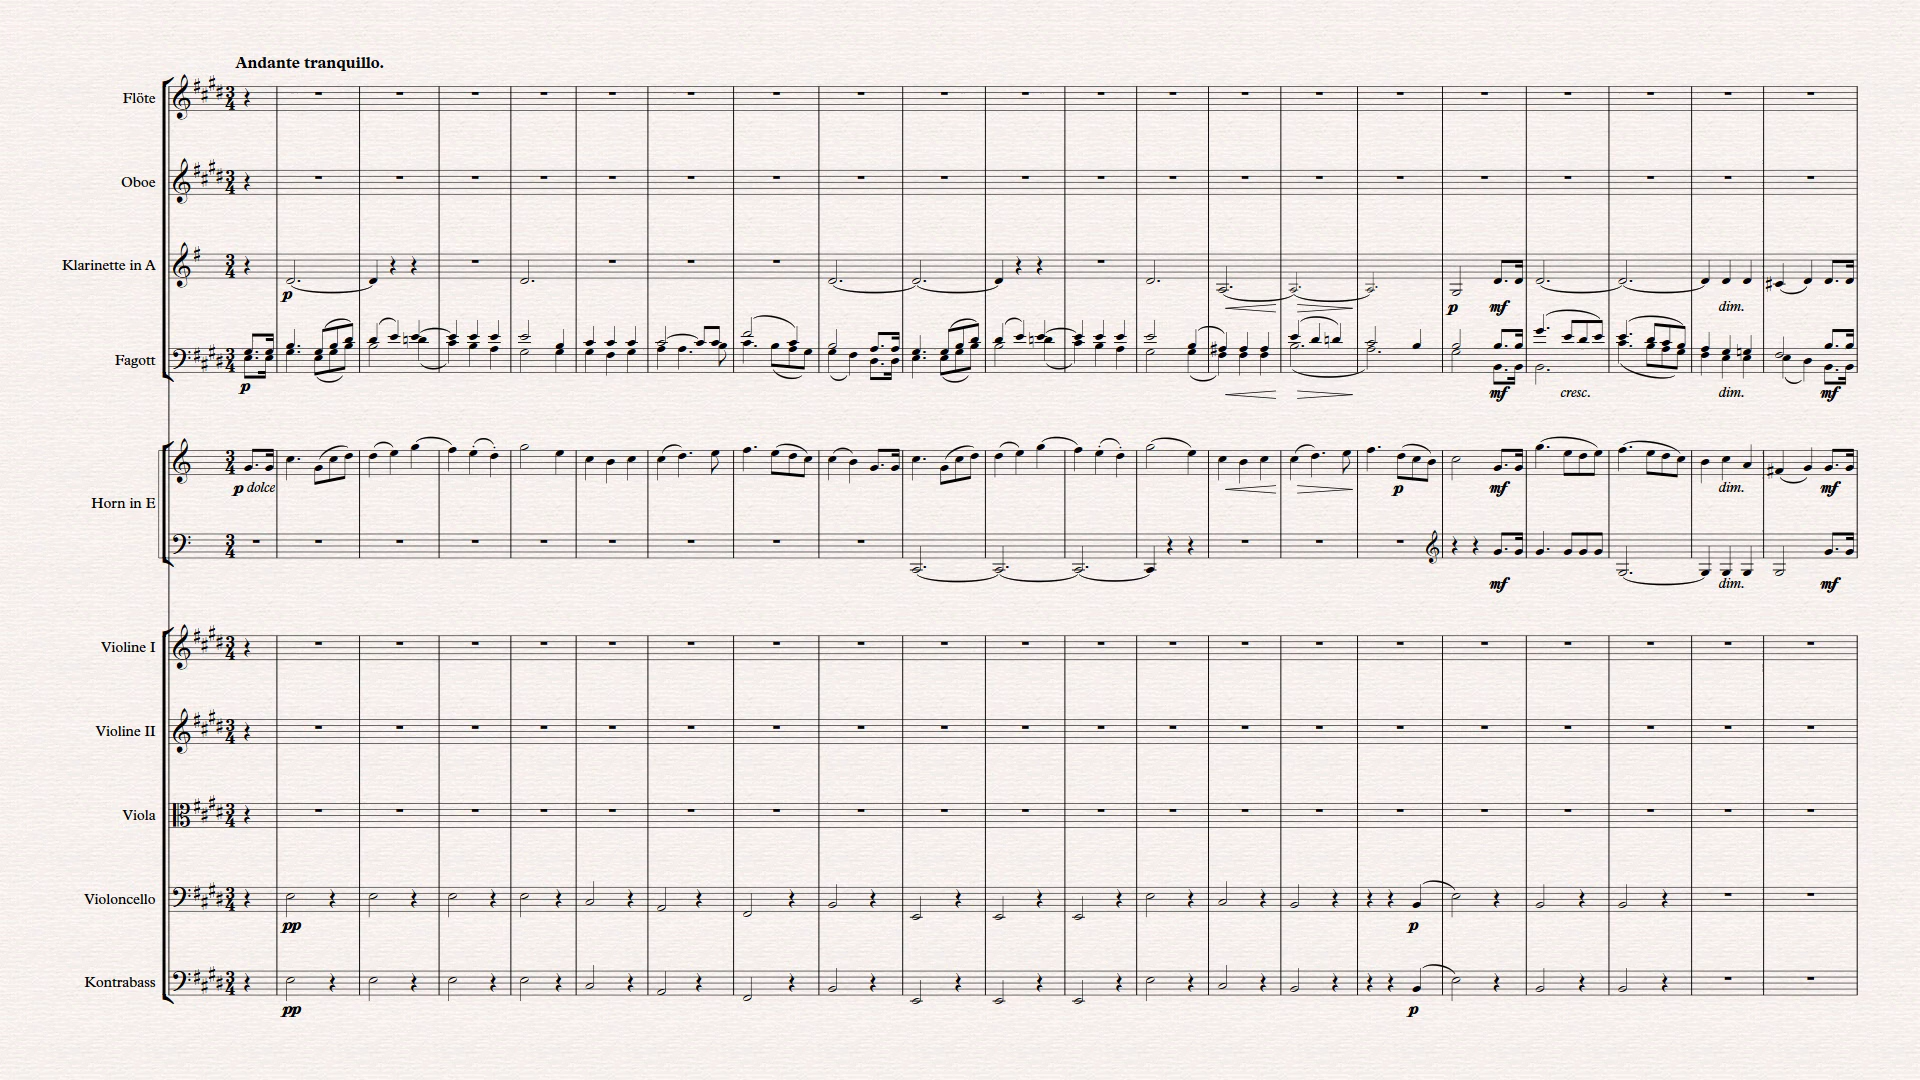 Andante tranquillo.
Flöte
Oboe
Klarinette in A
p
p mf
dim.
Fagott
p
mf cresc. dim. mf
Horn in E
p dolce
p mf dim. mf
mf dim. mf
Violine I
Violine II
Viola
Violoncello
pp p
Kontrabass
pp p